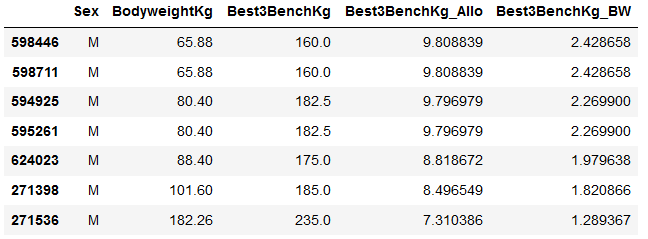 Sex BodyweightKg Best3BenchKg Best3BenchKg_Allo Best3BenchKg_BW
598446 M 65.88 160.0 9.808839 2.428658
598711 M 65.88 160.0 9.808839 2.428658
594925 M 80.40 182.5 9.796979 2.269900
595261 M 80.40 182.5 9.796979 2.269900
624023 M 88.40 175.0 8.818672 1.979638
271398 M 101.60 185.0 8.496549 1.820866
271536 M 182.26 235.0 7.310386 1.289367